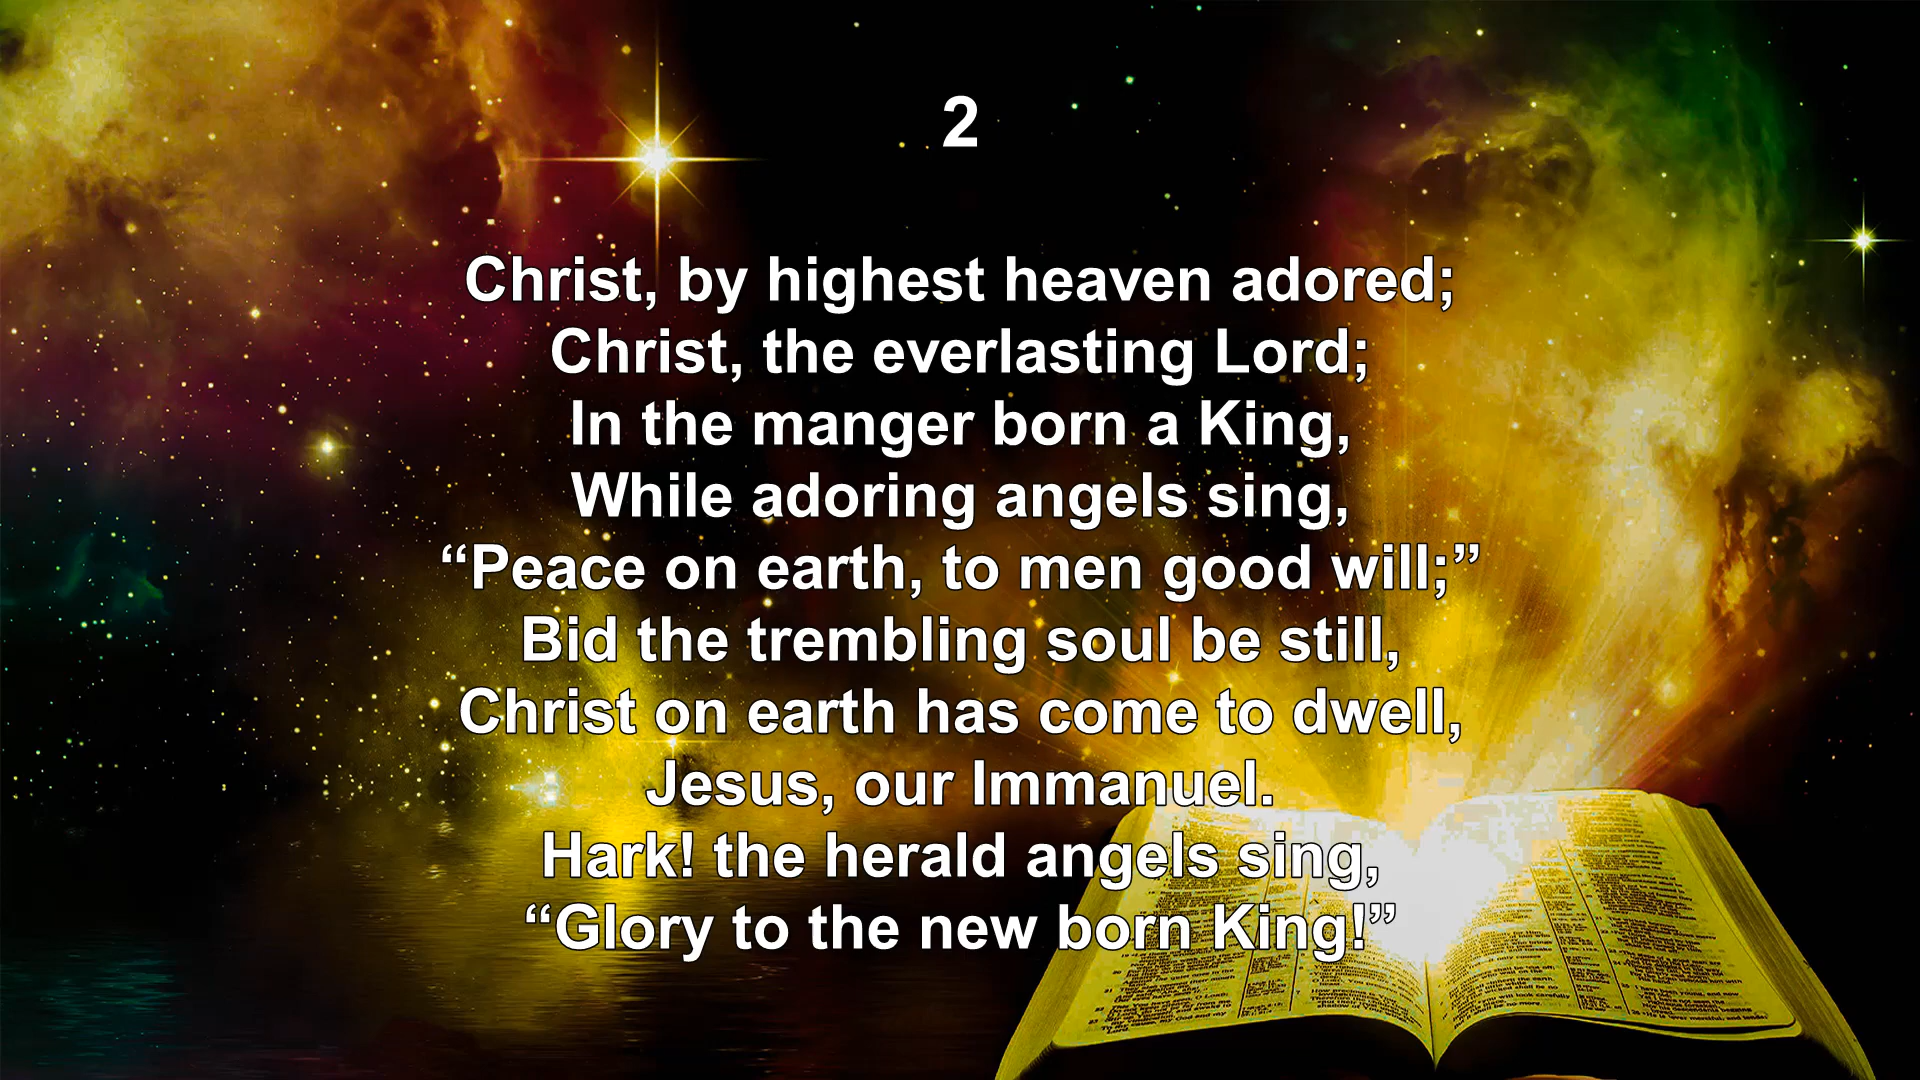 2
Christ, by highest heaven adored;
Christ, the everlasting Lord;
In the manger born a King,
While adoring angels sing,
“Peace on earth, to men good will;”
Bid the trembling soul be still,
Christ on earth has come to dwell,
Jesus, our Immanuel.
Hark! the herald angels sing,
“Glory to the new born King!”